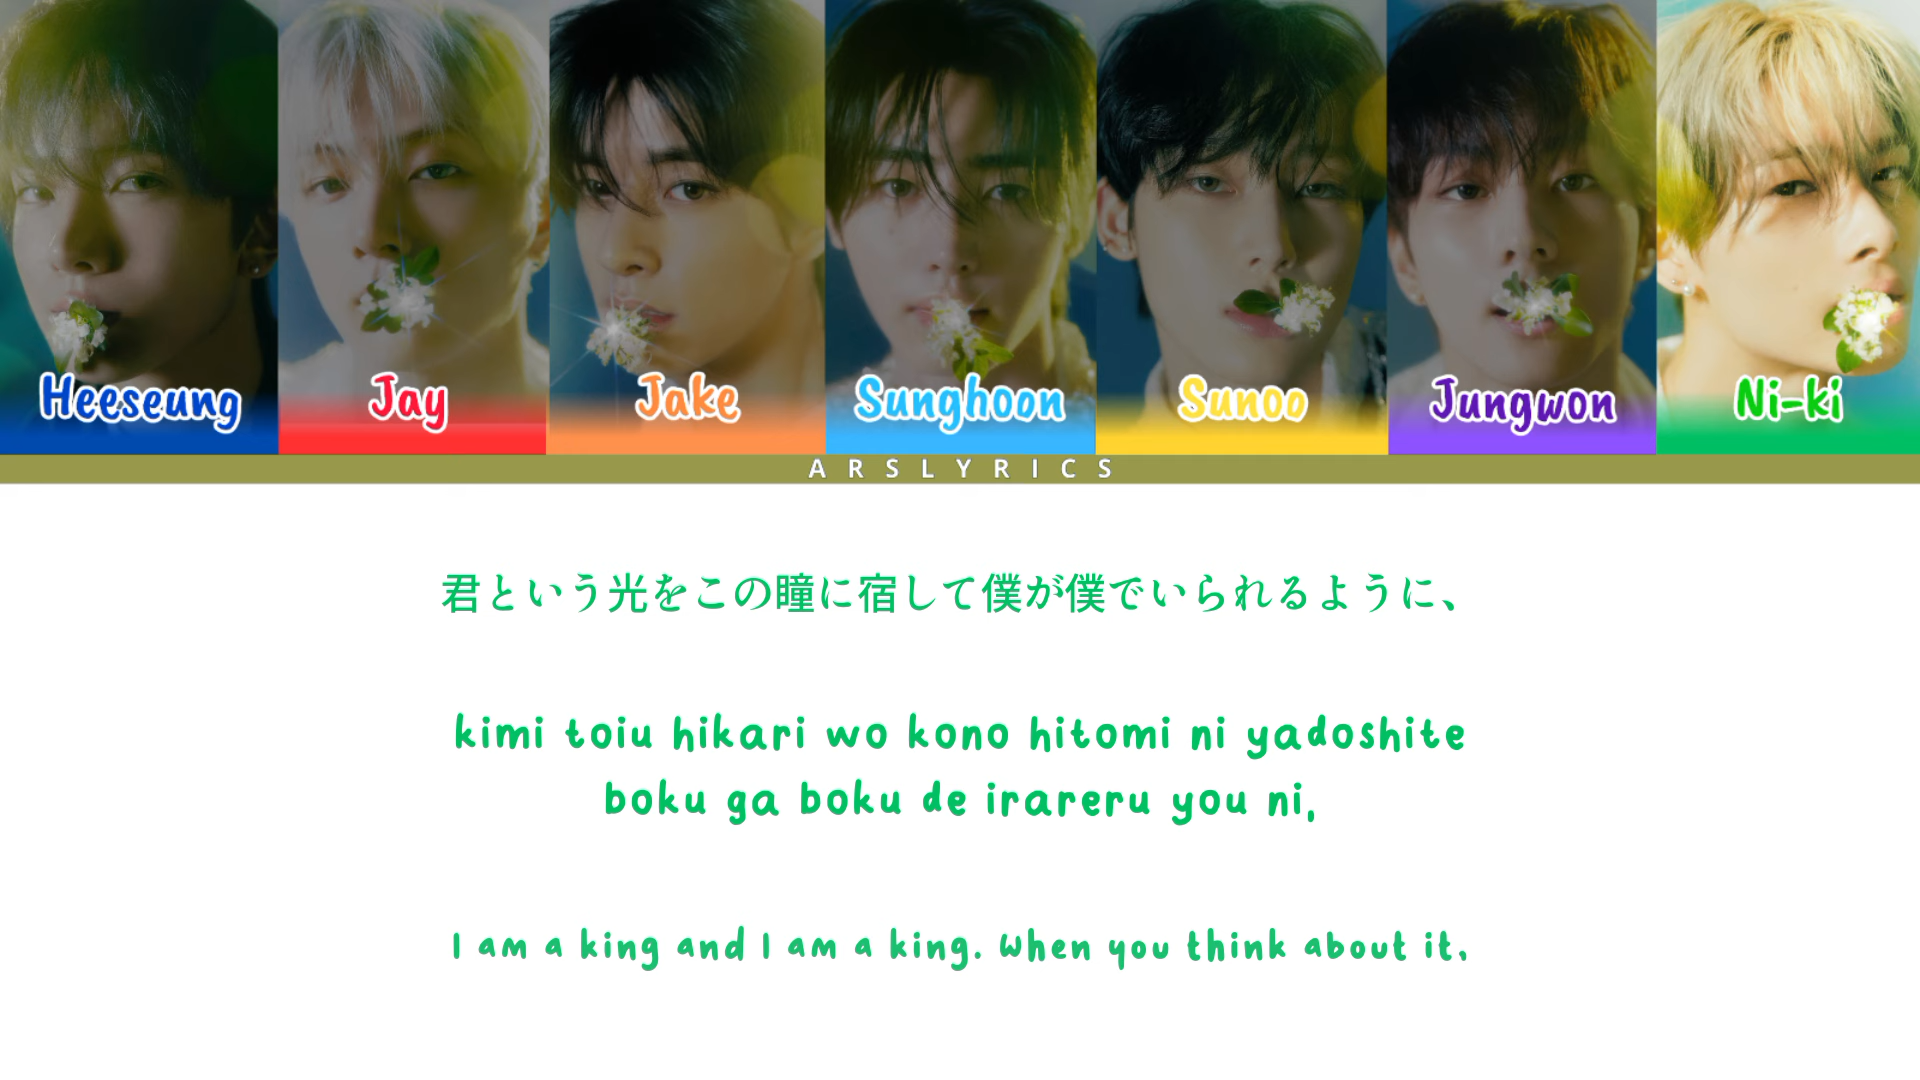 Heeseung
Jay
Jake
Sunghoon
Sunoo
Jungwon
Ni-ki
ARSLYRICS
君という光をこの瞳に宿して僕が僕でいられるように、
kimi toiu hikari wo kono hitomi ni yadoshite
boku ga boku de irareru you ni,
I am a king and I am a king. When you think about it,